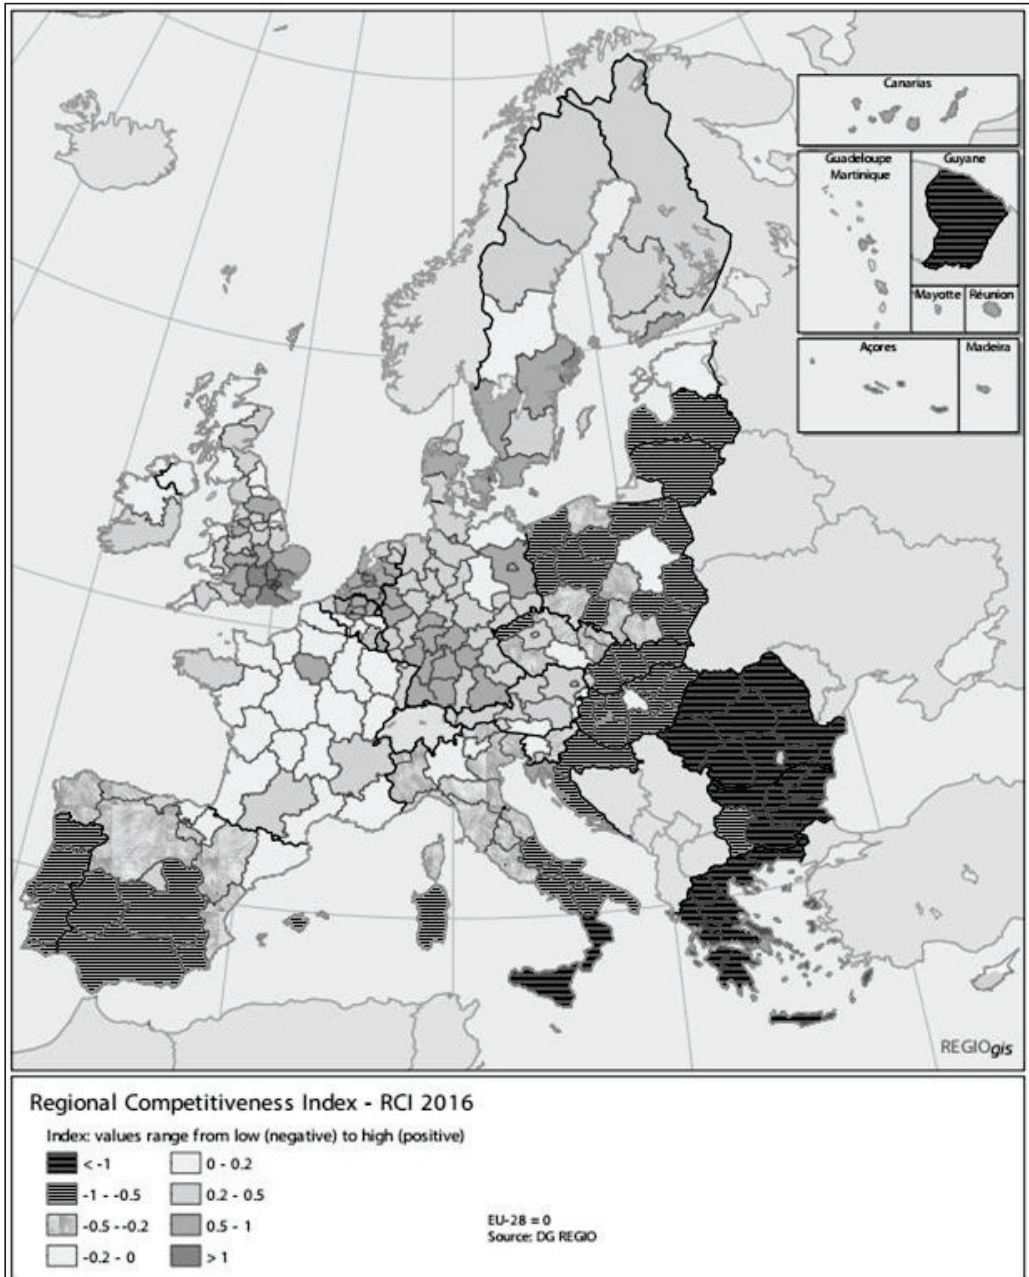 Canarias
Guadeloupe
Martinique
Guyane
Mayotte
Réunion
Açores
Madeira
REGIOgis
Regional Competitiveness Index - RCI 2016
Index: values range from low (negative) to high (positive)
< -1
-1 - -0.5
-0.5 - -0.2
-0.2 - 0
0 - 0.2
0.2 - 0.5
0.5 - 1
> 1
EU-28 = 0
Source: DG REGIO